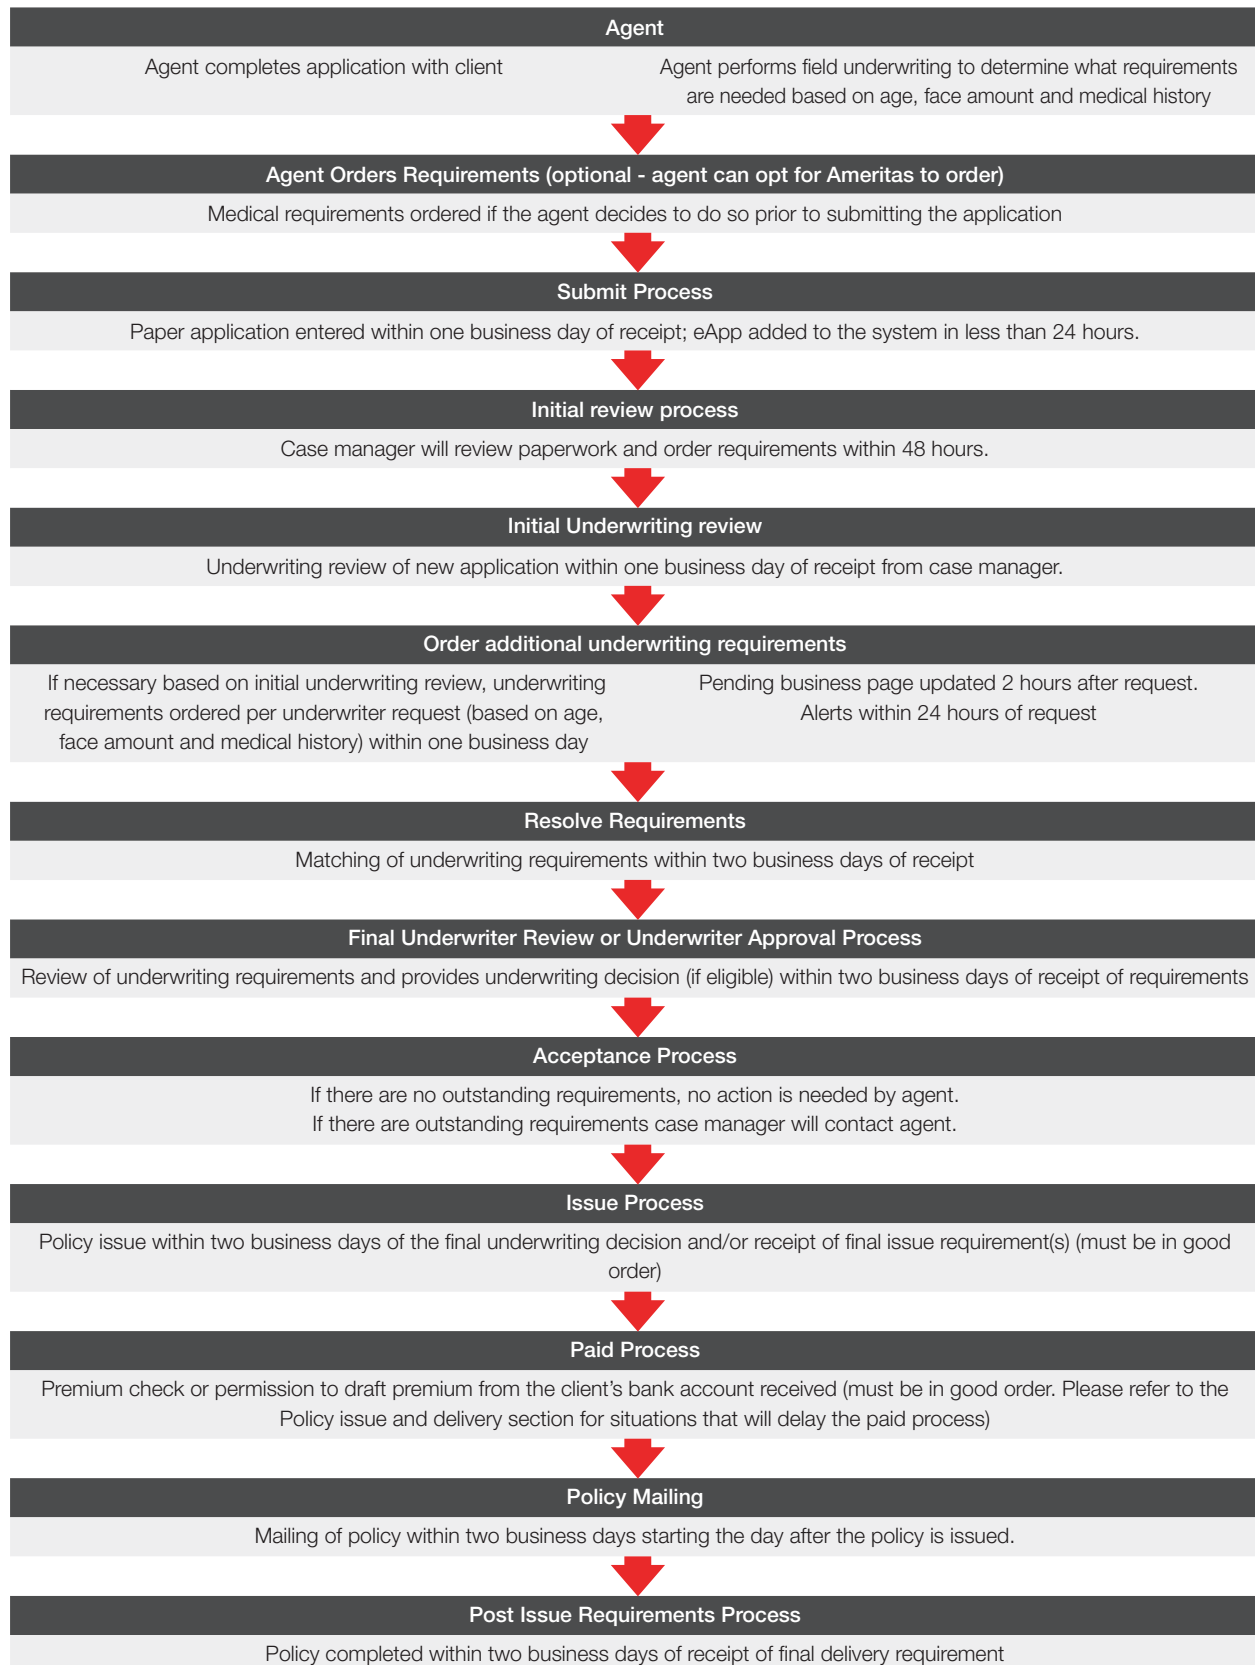 Agent
Agent completes application with client
Agent performs field underwriting to determine what requirements
are needed based on age, face amount and medical history
Agent Orders Requirements (optional - agent can opt for Ameritas to order)
Medical requirements ordered if the agent decides to do so prior to submitting the application
Submit Process
Paper application entered within one business day of receipt; eApp added to the system in less than 24 hours.
Initial review process
Case manager will review paperwork and order requirements within 48 hours.
Initial Underwriting review
Underwriting review of new application within one business day of receipt from case manager.
Order additional underwriting requirements
If necessary based on initial underwriting review, underwriting
requirements ordered per underwriter request (based on age,
face amount and medical history) within one business day
Pending business page updated 2 hours after request.
Alerts within 24 hours of request
Resolve Requirements
Matching of underwriting requirements within two business days of receipt
Final Underwriter Review or Underwriter Approval Process
Review of underwriting requirements and provides underwriting decision (if eligible) within two business days of receipt of requirements
Acceptance Process
If there are no outstanding requirements, no action is needed by agent.
If there are outstanding requirements case manager will contact agent.
Issue Process
Policy issue within two business days of the final underwriting decision and/or receipt of final issue requirement(s) (must be in good
order)
Paid Process
Premium check or permission to draft premium from the client's bank account received (must be in good order. Please refer to the
Policy issue and delivery section for situations that will delay the paid process)
Policy Mailing
Mailing of policy within two business days starting the day after the policy is issued.
Post Issue Requirements Process
Policy completed within two business days of receipt of final delivery requirement